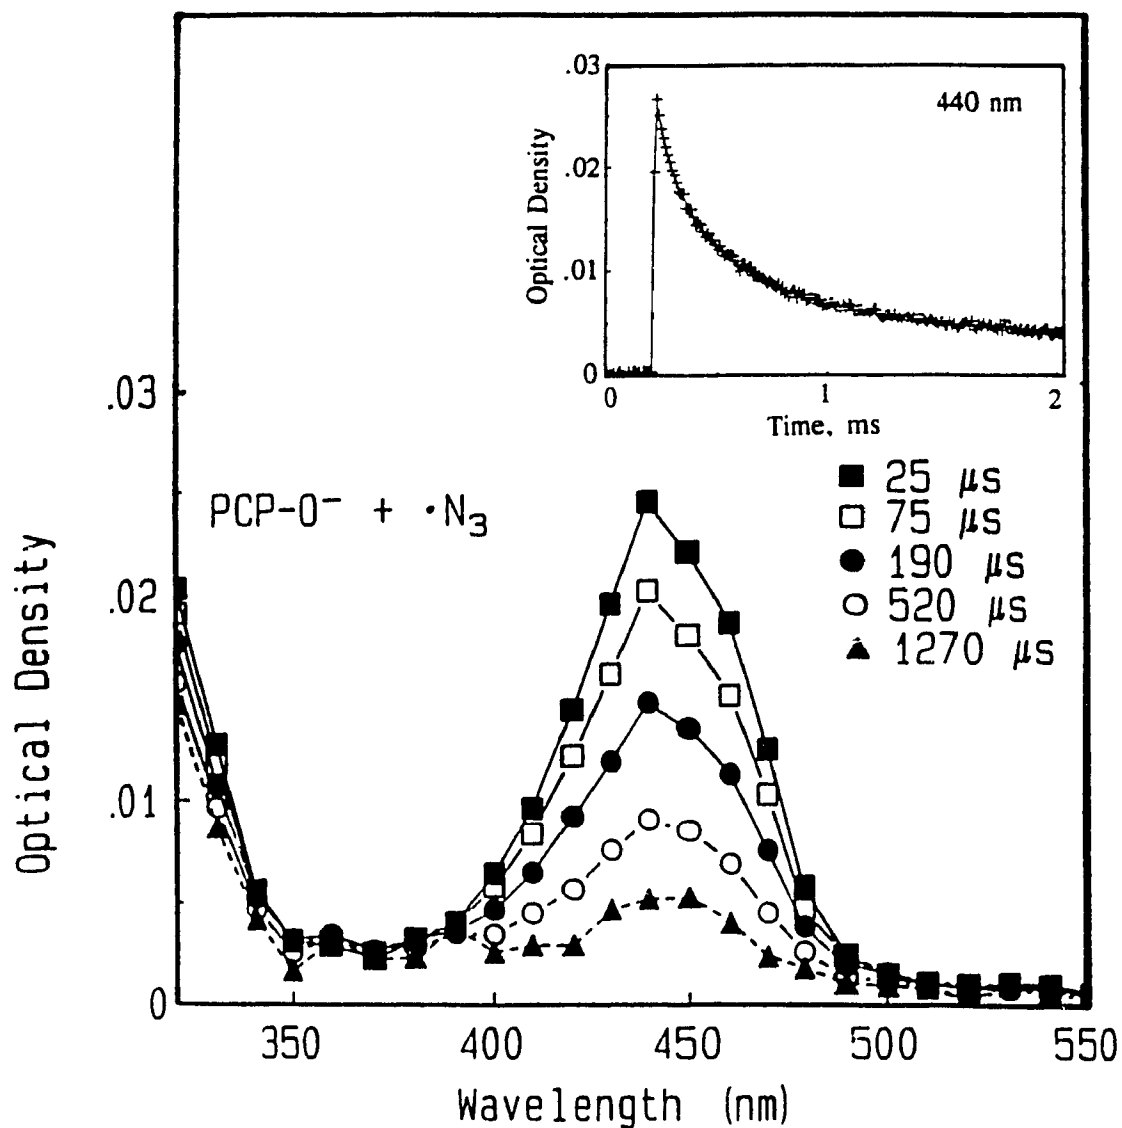 .03
440 nm
.02
.01
0
0
1
2
Optical Density
Time, ms
.03
PCP-O⁻ + ·N₃
25 μs
75 μs
190 μs
520 μs
1270 μs
.02
.01
0
Optical Density
350
400
450
500
550
Wavelength (nm)